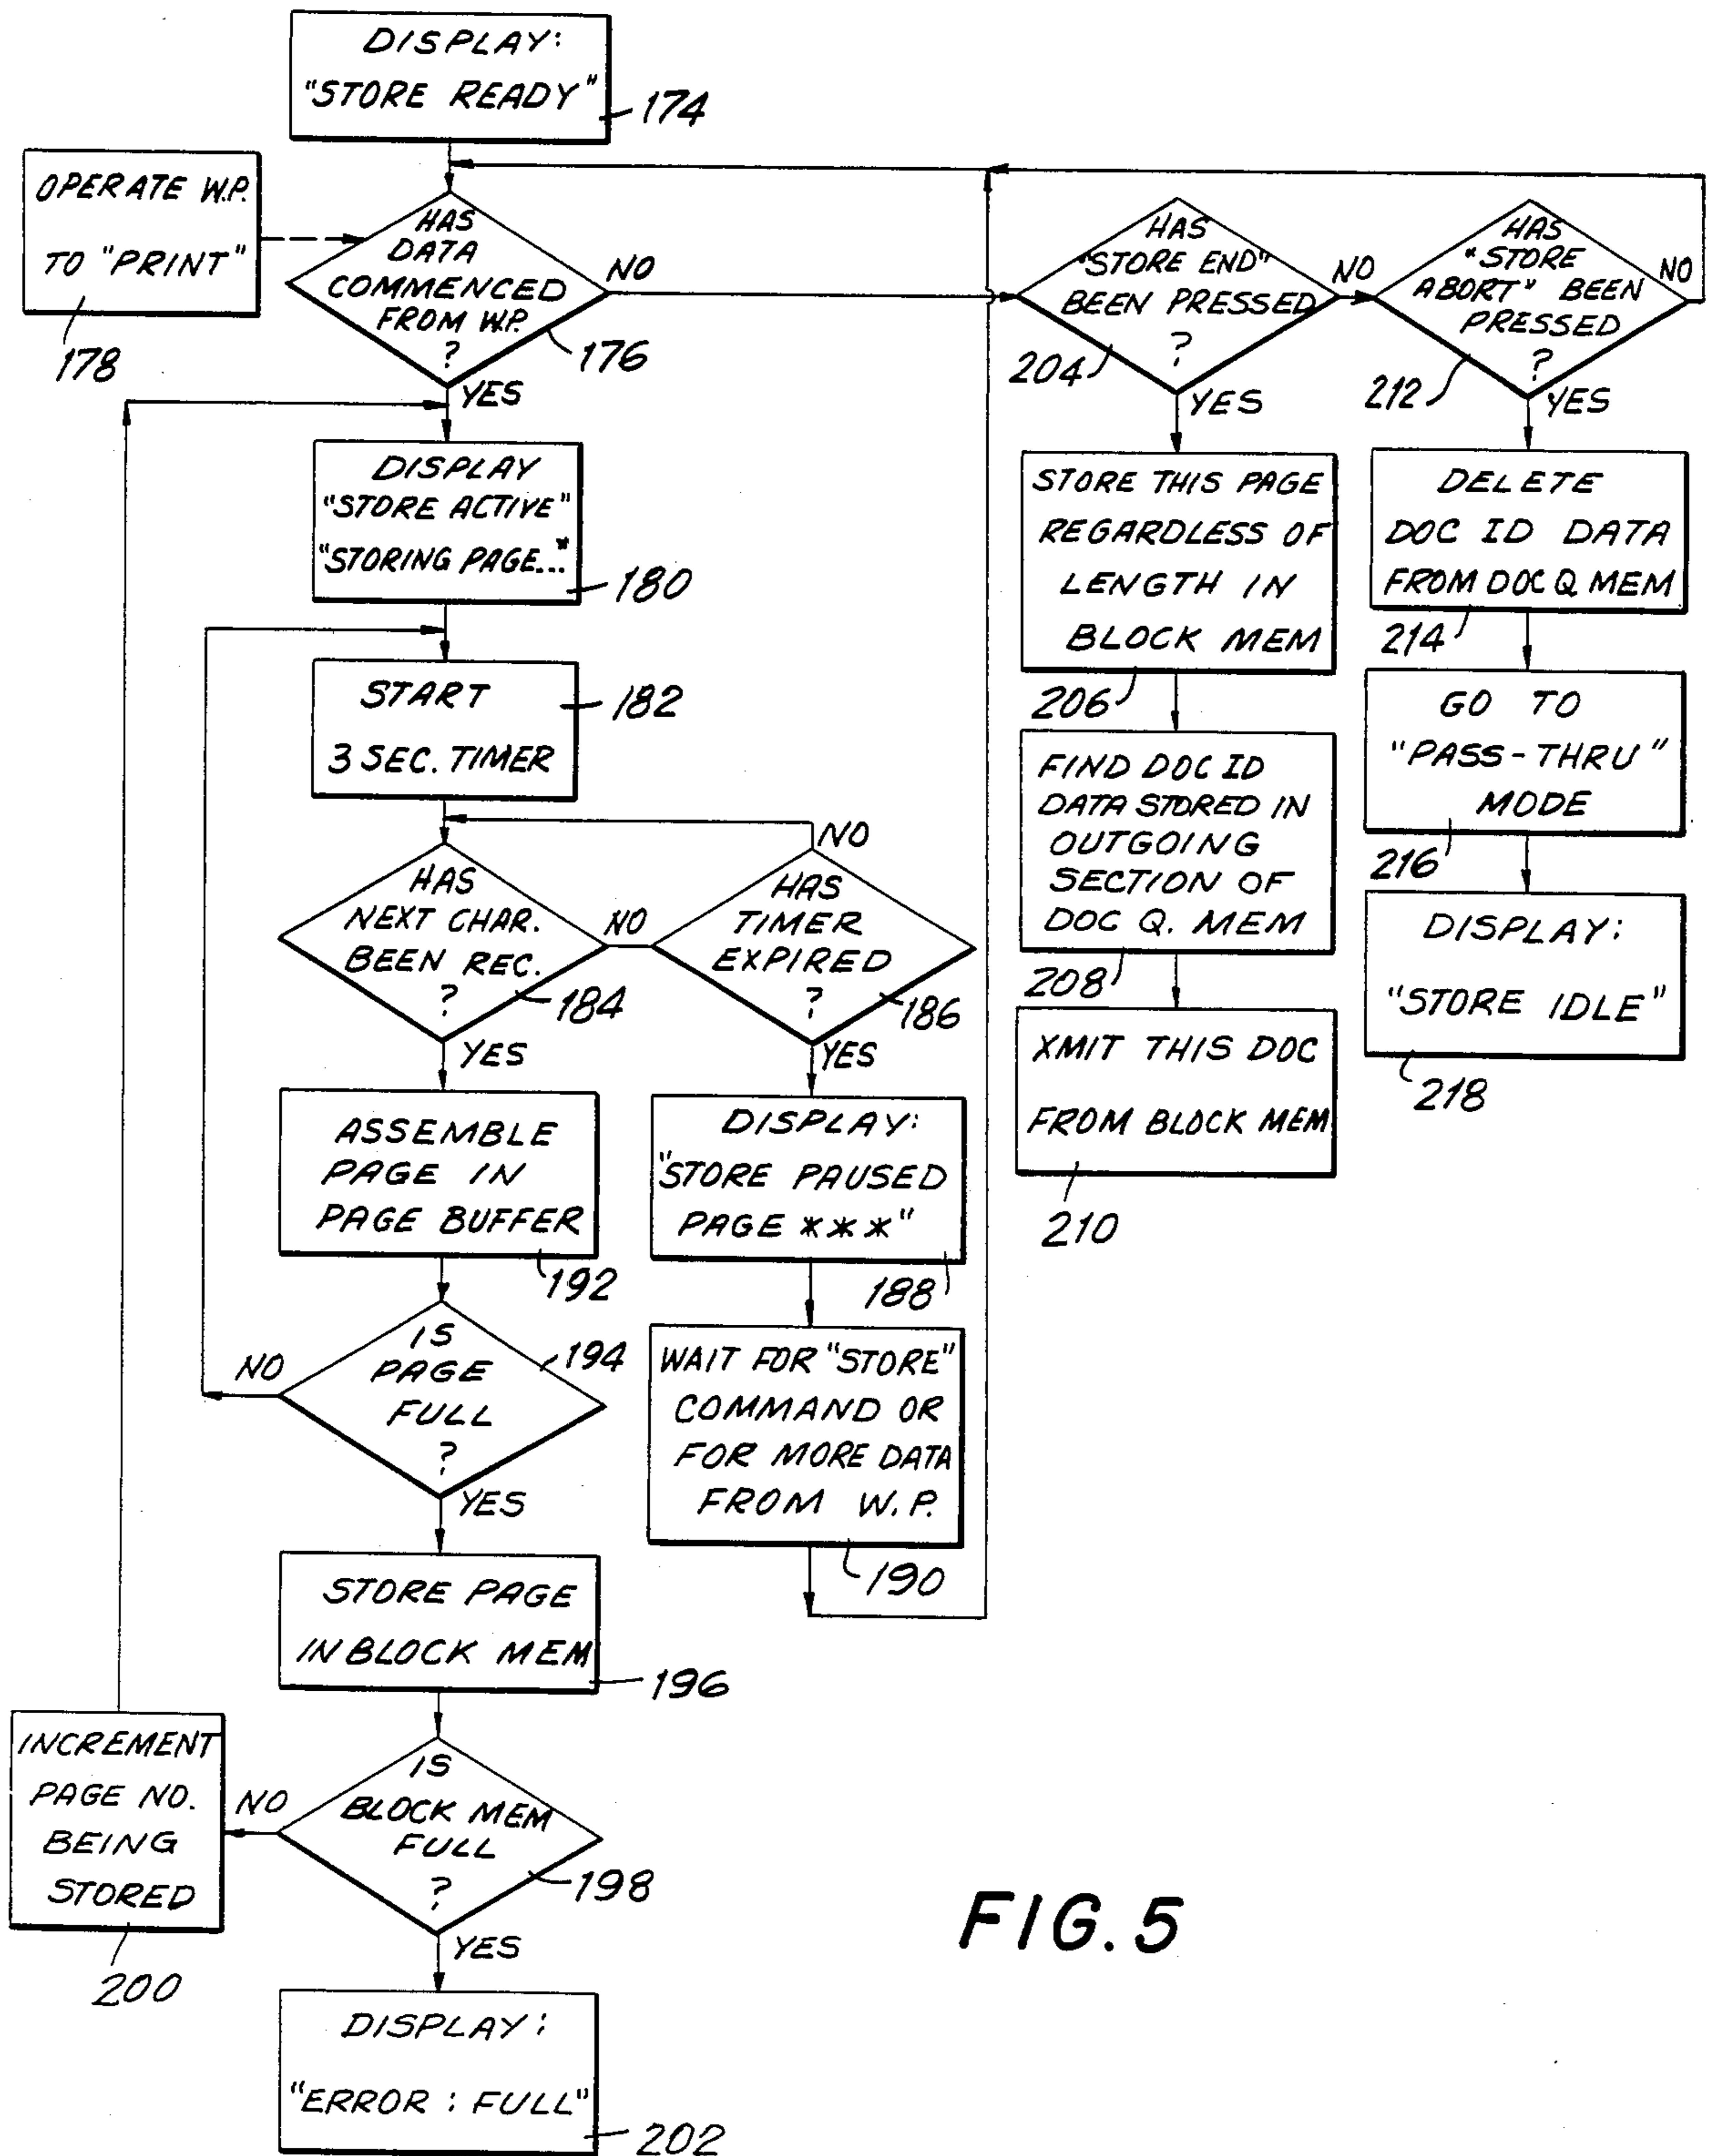 DISPLAY:
"STORE READY"
174
OPERATE W.P.
TO "PRINT"
178
HAS
DATA
COMMENCED
FROM W.P.
?
176
NO
YES
HAS
"STORE END"
BEEN PRESSED
?
204
NO
YES
HAS
"STORE
ABORT" BEEN
PRESSED
?
212
NO
YES
DISPLAY
"STORE ACTIVE"
"STORING PAGE..."
180
STORE THIS PAGE
REGARDLESS OF
LENGTH IN
BLOCK MEM
206
DELETE
DOC ID DATA
FROM DOC Q MEM
214
START
3 SEC. TIMER
182
FIND DOC ID
DATA STORED IN
OUTGOING
SECTION OF
DOC Q. MEM
208
GO TO
"PASS-THRU"
MODE
216
HAS
NEXT CHAR.
BEEN REC.
?
184
NO
YES
HAS
TIMER
EXPIRED
?
186
NO
YES
XMIT THIS DOC
FROM BLOCK MEM
210
DISPLAY:
"STORE IDLE"
218
ASSEMBLE
PAGE IN
PAGE BUFFER
192
DISPLAY:
"STORE PAUSED
PAGE ***"
188
IS
PAGE
FULL
?
194
NO
YES
WAIT FOR "STORE"
COMMAND OR
FOR MORE DATA
FROM W.P.
190
STORE PAGE
IN BLOCK MEM
196
INCREMENT
PAGE NO.
BEING
STORED
200
IS
BLOCK MEM
FULL
?
198
NO
YES
DISPLAY:
"ERROR: FULL"
202
FIG. 5